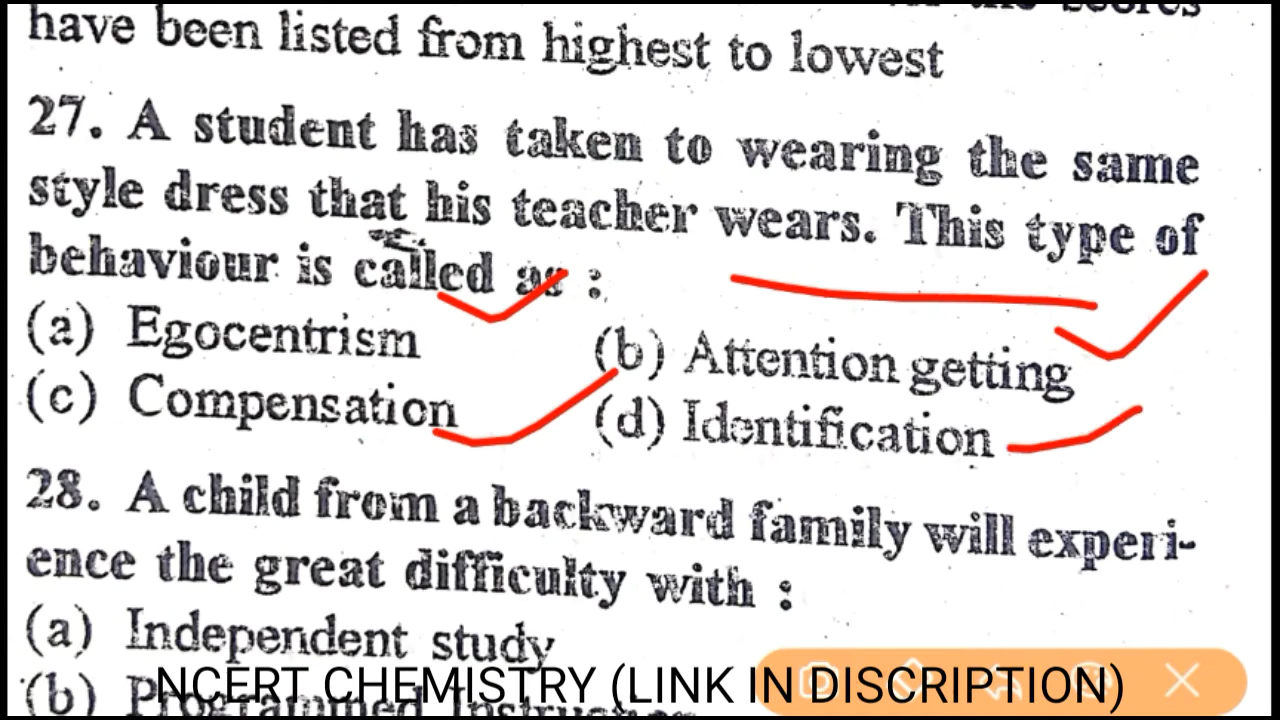 have been listed from highest to lowest
27. A student has taken to wearing the same
style dress that his teacher wears. This type of
behaviour is called as :
(a) Egocentrism (b) Attention getting
(c) Compensation (d) Identification
28. A child from a backward family will experi-
ence the great difficulty with :
(a) Independent study
(b) Programmed
NCERT CHEMISTRY (LINK IN DISCRIPTION)